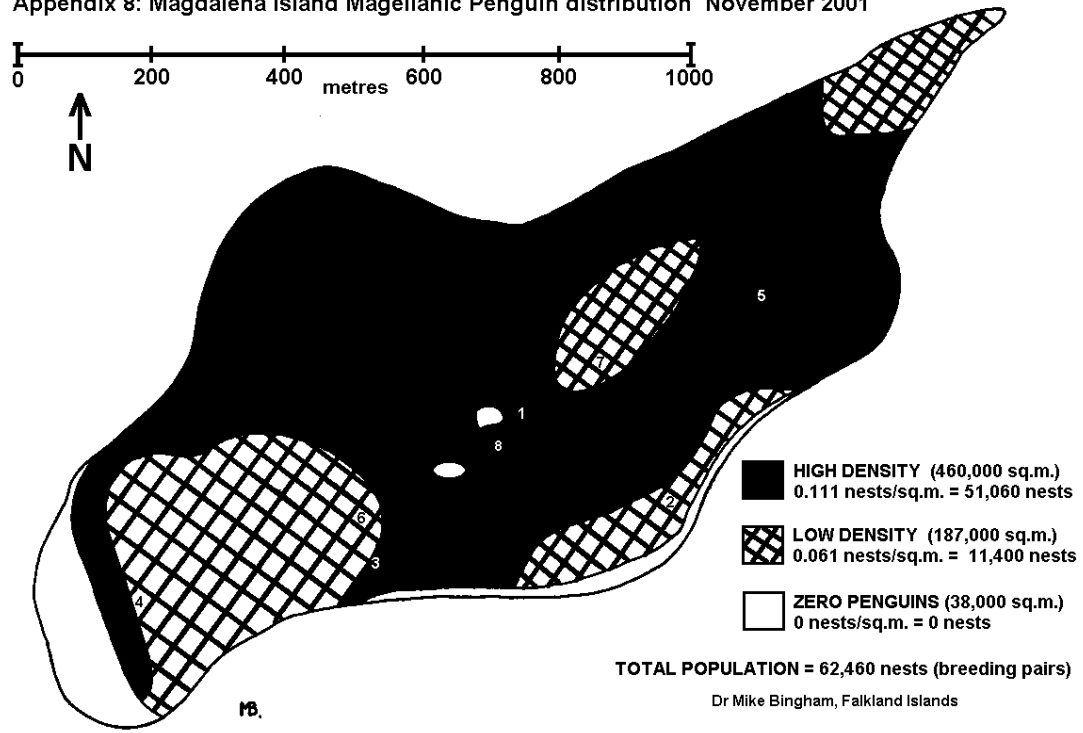 Appendix 8: Magdalena Island Magellanic Penguin distribution November 2001
0 200 400 600 800 1000
metres
N
5
7
1
8
2
6
3
4
HIGH DENSITY (460,000 sq.m.)
0.111 nests/sq.m. = 51,060 nests
LOW DENSITY (187,000 sq.m.)
0.061 nests/sq.m. = 11,400 nests
ZERO PENGUINS (38,000 sq.m.)
0 nests/sq.m. = 0 nests
TOTAL POPULATION = 62,460 nests (breeding pairs)
Dr Mike Bingham, Falkland Islands
MB.